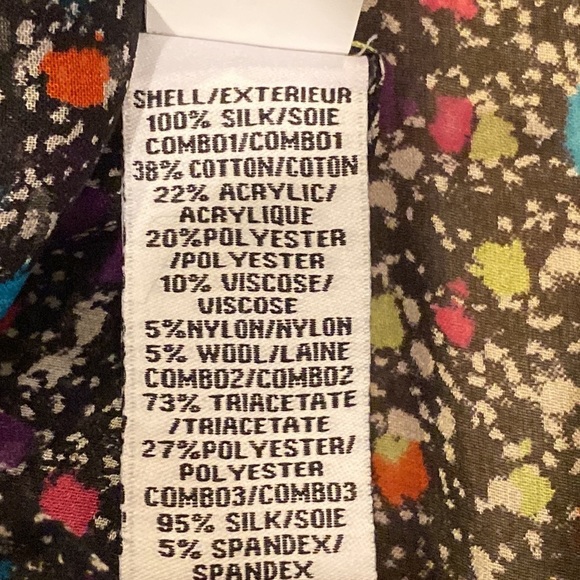 SHELL/EXTERIEUR
100% SILK/SOIE
COMBO1/COMBO1
38% COTTON/COTON
22% ACRYLIC/
ACRYLIQUE
20%POLYESTER
/POLYESTER
10% VISCOSE/
VISCOSE
5%NYLON/NYLON
5% WOOL/LAINE
COMBO2/COMBO2
73% TRIACETATE
/TRIACETATE
27%POLYESTER/
POLYESTER
COMBO3/COMBO3
95% SILK/SOIE
5% SPANDEX/
SPANDEX